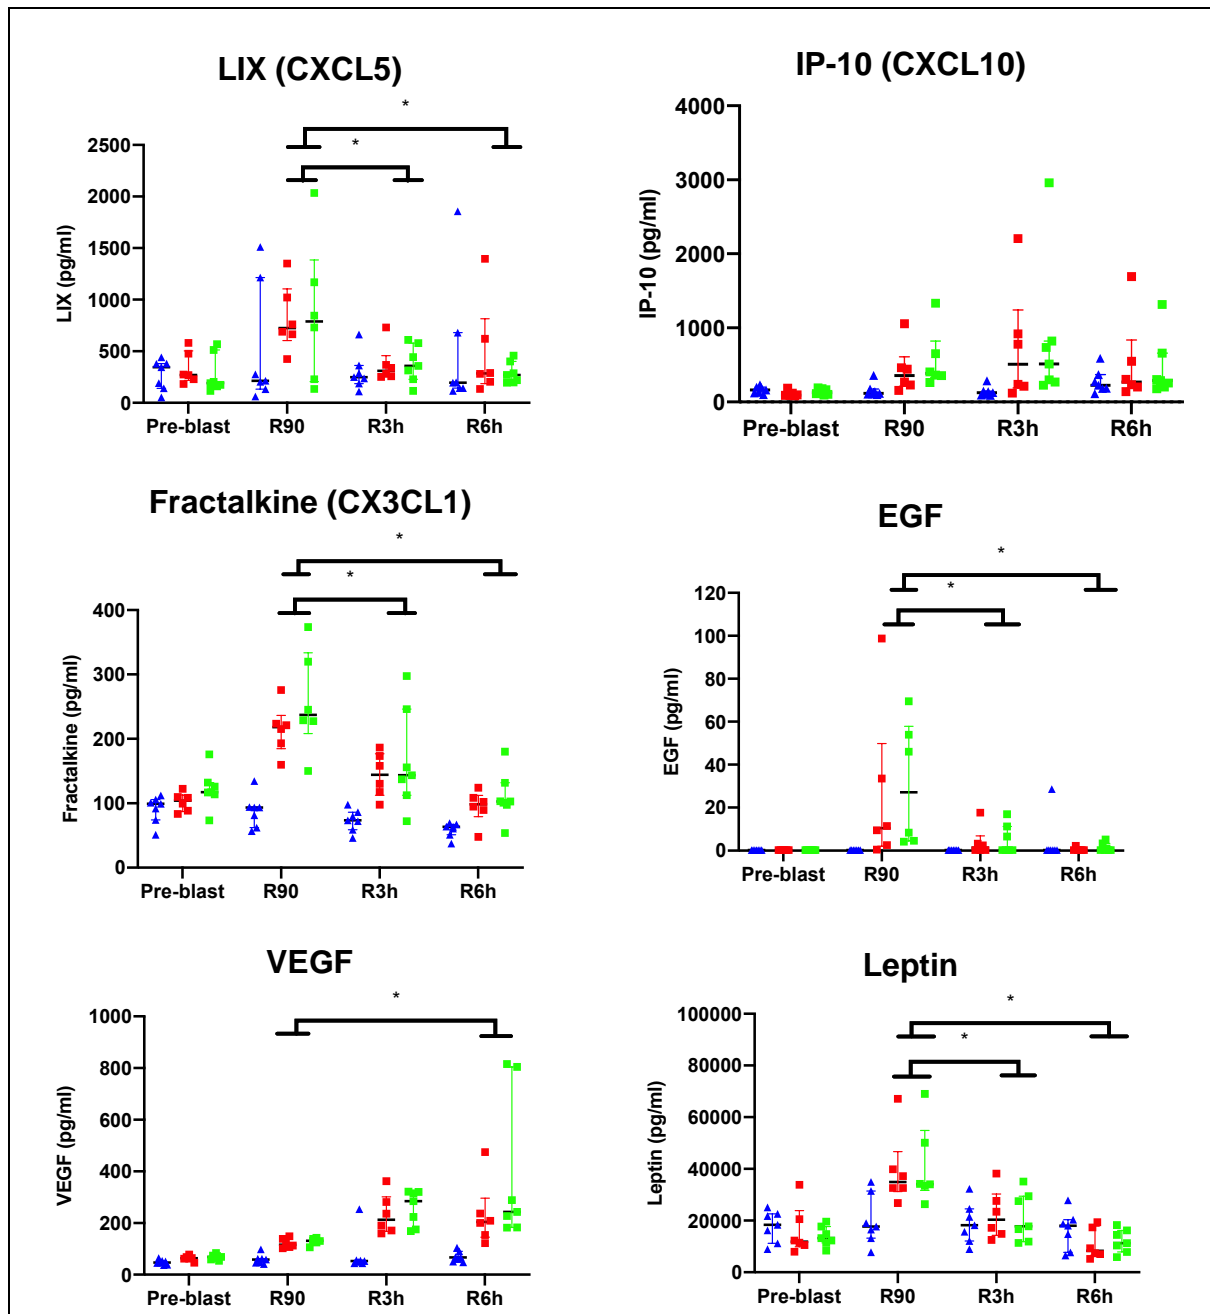 LIX (CXCL5)
*
*
2500
2000
1500
1000
500
0
LIX (pg/ml)
Pre-blast R90 R3h R6h
IP-10 (CXCL10)
4000
3000
2000
1000
0
IP-10 (pg/ml)
Pre-blast R90 R3h R6h
Fractalkine (CX3CL1)
*
*
400
300
200
100
0
Fractalkine (pg/ml)
Pre-blast R90 R3h R6h
EGF
*
*
120
100
80
60
40
20
0
EGF (pg/ml)
Pre-blast R90 R3h R6h
VEGF
*
1000
800
600
400
200
0
VEGF (pg/ml)
Pre-blast R90 R3h R6h
Leptin
*
*
100000
80000
60000
40000
20000
0
Leptin (pg/ml)
Pre-blast R90 R3h R6h